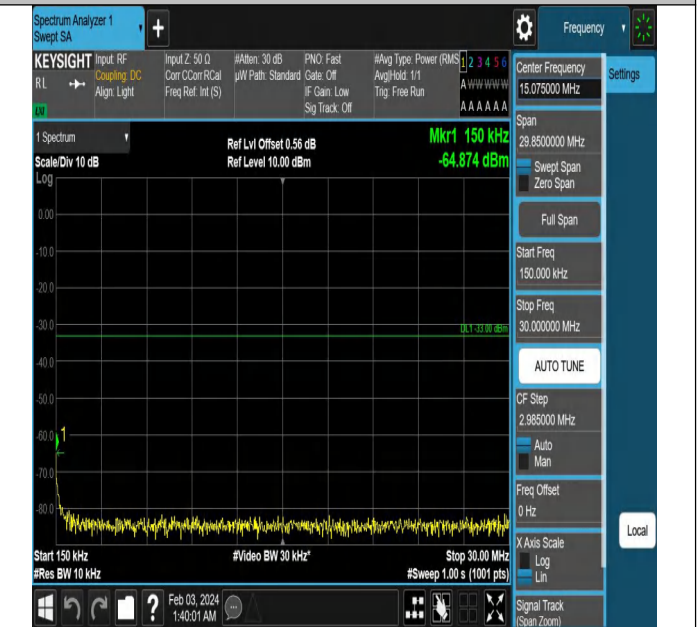 Spectrum Analyzer 1
Swept SA
+
Frequency
KEYSIGHT
RL
LXI
Input: RF
Coupling: DC
Align: Light
Input Z: 50 Ω
Corr CCorr RCal
Freq Ref: Int (S)
#Atten: 30 dB
µW Path: Standard
PNO: Fast
Gate: Off
IF Gain: Low
Sig Track: Off
#Avg Type: Power (RMS
Avg|Hold: 1/1
Trig: Free Run
1 2 3 4 5 6
A W W W W W
A A A A A A
Center Frequency
15.075000 MHz
Settings
Span
29.8500000 MHz
Swept Span
Zero Span
Full Span
Start Freq
150.000 kHz
Stop Freq
30.000000 MHz
AUTO TUNE
CF Step
2.985000 MHz
Auto
Man
Freq Offset
0 Hz
X Axis Scale
Log
Lin
Signal Track
(Span Zoom)
Local
1 Spectrum
Scale/Div 10 dB
Log
Ref Lvl Offset 0.56 dB
Ref Level 10.00 dBm
Mkr1 150 kHz
-64.874 dBm
0.00
-10.0
-20.0
-30.0
DL1 -33.00 dBm
-40.0
-50.0
-60.0
1
-70.0
-80.0
Start 150 kHz
#Res BW 10 kHz
#Video BW 30 kHz*
Stop 30.00 MHz
#Sweep 1.00 s (1001 pts)
?
Feb 03, 2024
1:40:01 AM